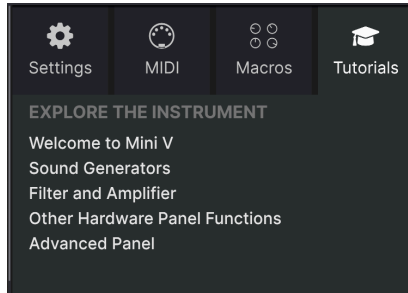 Settings
MIDI
Macros
Tutorials
EXPLORE THE INSTRUMENT
Welcome to Mini V
Sound Generators
Filter and Amplifier
Other Hardware Panel Functions
Advanced Panel